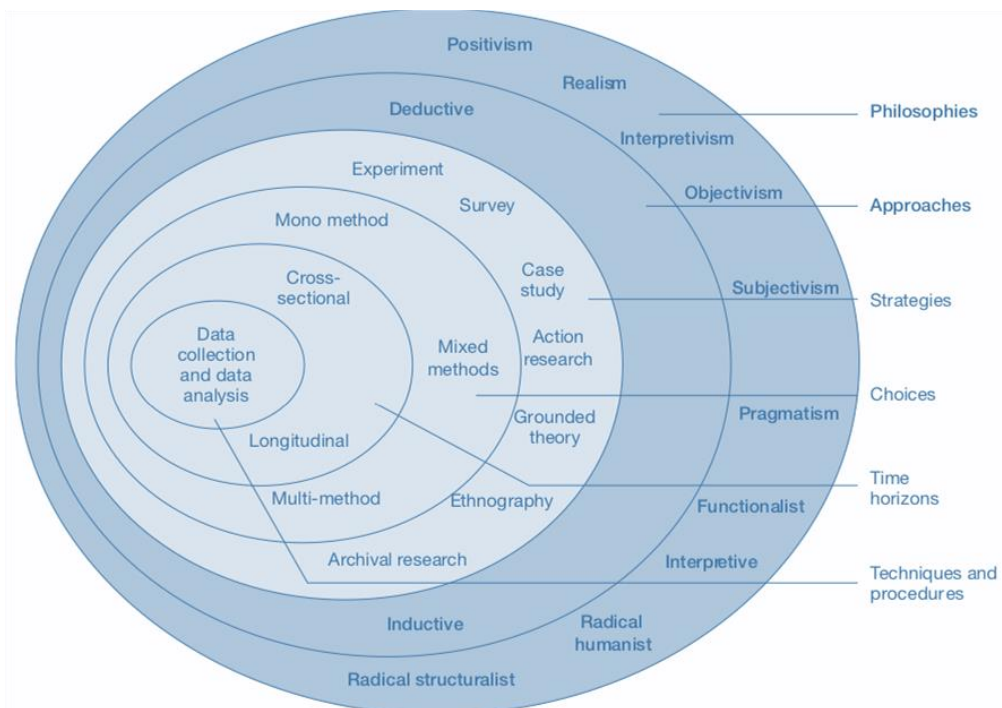 Positivism
Realism
Philosophies
Deductive
Interpretivism
Experiment
Objectivism
Survey
Approaches
Mono method
Case
study
Cross-
sectional
Subjectivism
Strategies
Data
collection
and data
analysis
Mixed
methods
Action
research
Choices
Grounded
theory
Pragmatism
Longitudinal
Time
horizons
Multi-method
Ethnography
Functionalist
Archival research
Interpretive
Techniques and
procedures
Inductive
Radical
humanist
Radical structuralist